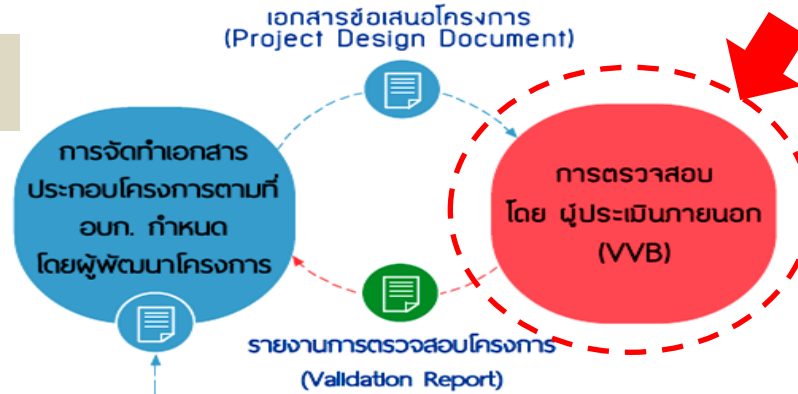 เอกสารข้อเสนอโครงการ
(Project Design Document)
การจัดทำเอกสาร
ประกอบโครงการตามที่
อบก. กำหนด
โดยผู้พัฒนาโครงการ
การตรวจสอบ
โดย ผู้ประเมินภายนอก
(VVB)
รายงานการตรวจสอบโครงการ
(Validation Report)